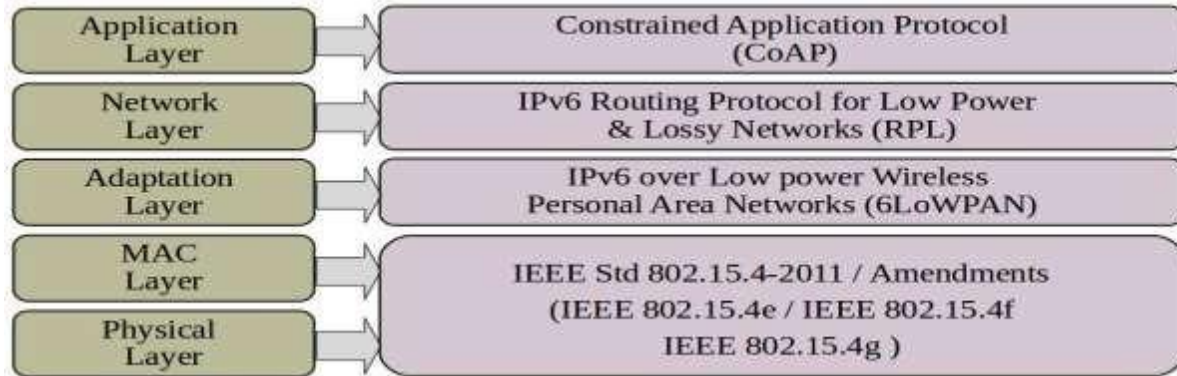 Application
Layer
Constrained Application Protocol
(CoAP)
Network
Layer
IPv6 Routing Protocol for Low Power
& Lossy Networks (RPL)
Adaptation
Layer
IPv6 over Low power Wireless
Personal Area Networks (6LoWPAN)
MAC
Layer
Physical
Layer
IEEE Std 802.15.4-2011 / Amendments
(IEEE 802.15.4e / IEEE 802.15.4f
IEEE 802.15.4g )